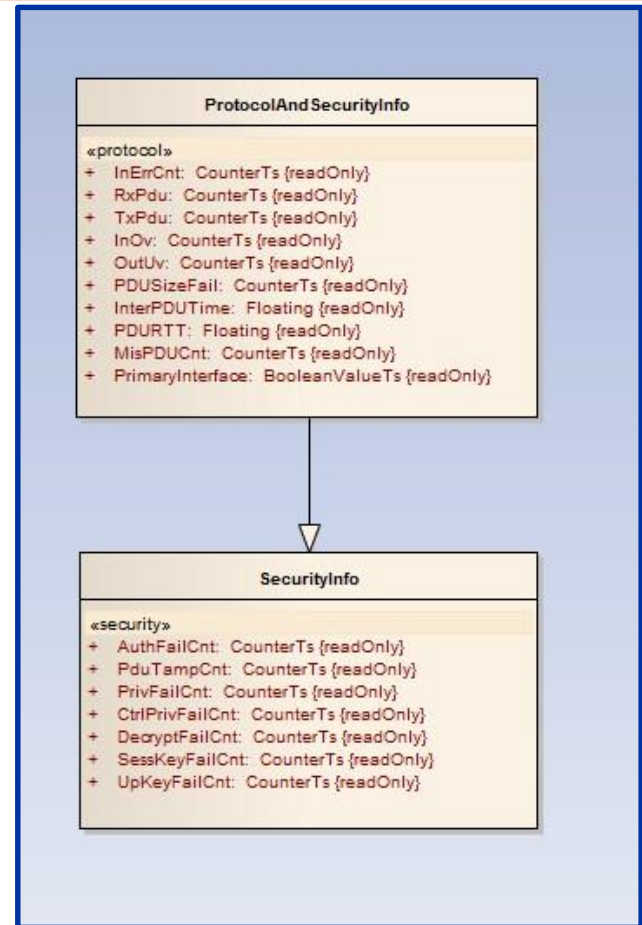 ProtocolAndSecurityInfo
«protocol»
+ InErrCnt: CounterTs {readOnly}
+ RxPdu: CounterTs {readOnly}
+ TxPdu: CounterTs {readOnly}
+ InOv: CounterTs {readOnly}
+ OutUv: CounterTs {readOnly}
+ PDUSizeFail: CounterTs {readOnly}
+ InterPDUTime: Floating {readOnly}
+ PDURTT: Floating {readOnly}
+ MisPDUCnt: CounterTs {readOnly}
+ PrimaryInterface: BooleanValueTs {readOnly}
SecurityInfo
«security»
+ AuthFailCnt: CounterTs {readOnly}
+ PduTampCnt: CounterTs {readOnly}
+ PrivFailCnt: CounterTs {readOnly}
+ CtrlPrivFailCnt: CounterTs {readOnly}
+ DecryptFailCnt: CounterTs {readOnly}
+ SessKeyFailCnt: CounterTs {readOnly}
+ UpKeyFailCnt: CounterTs {readOnly}